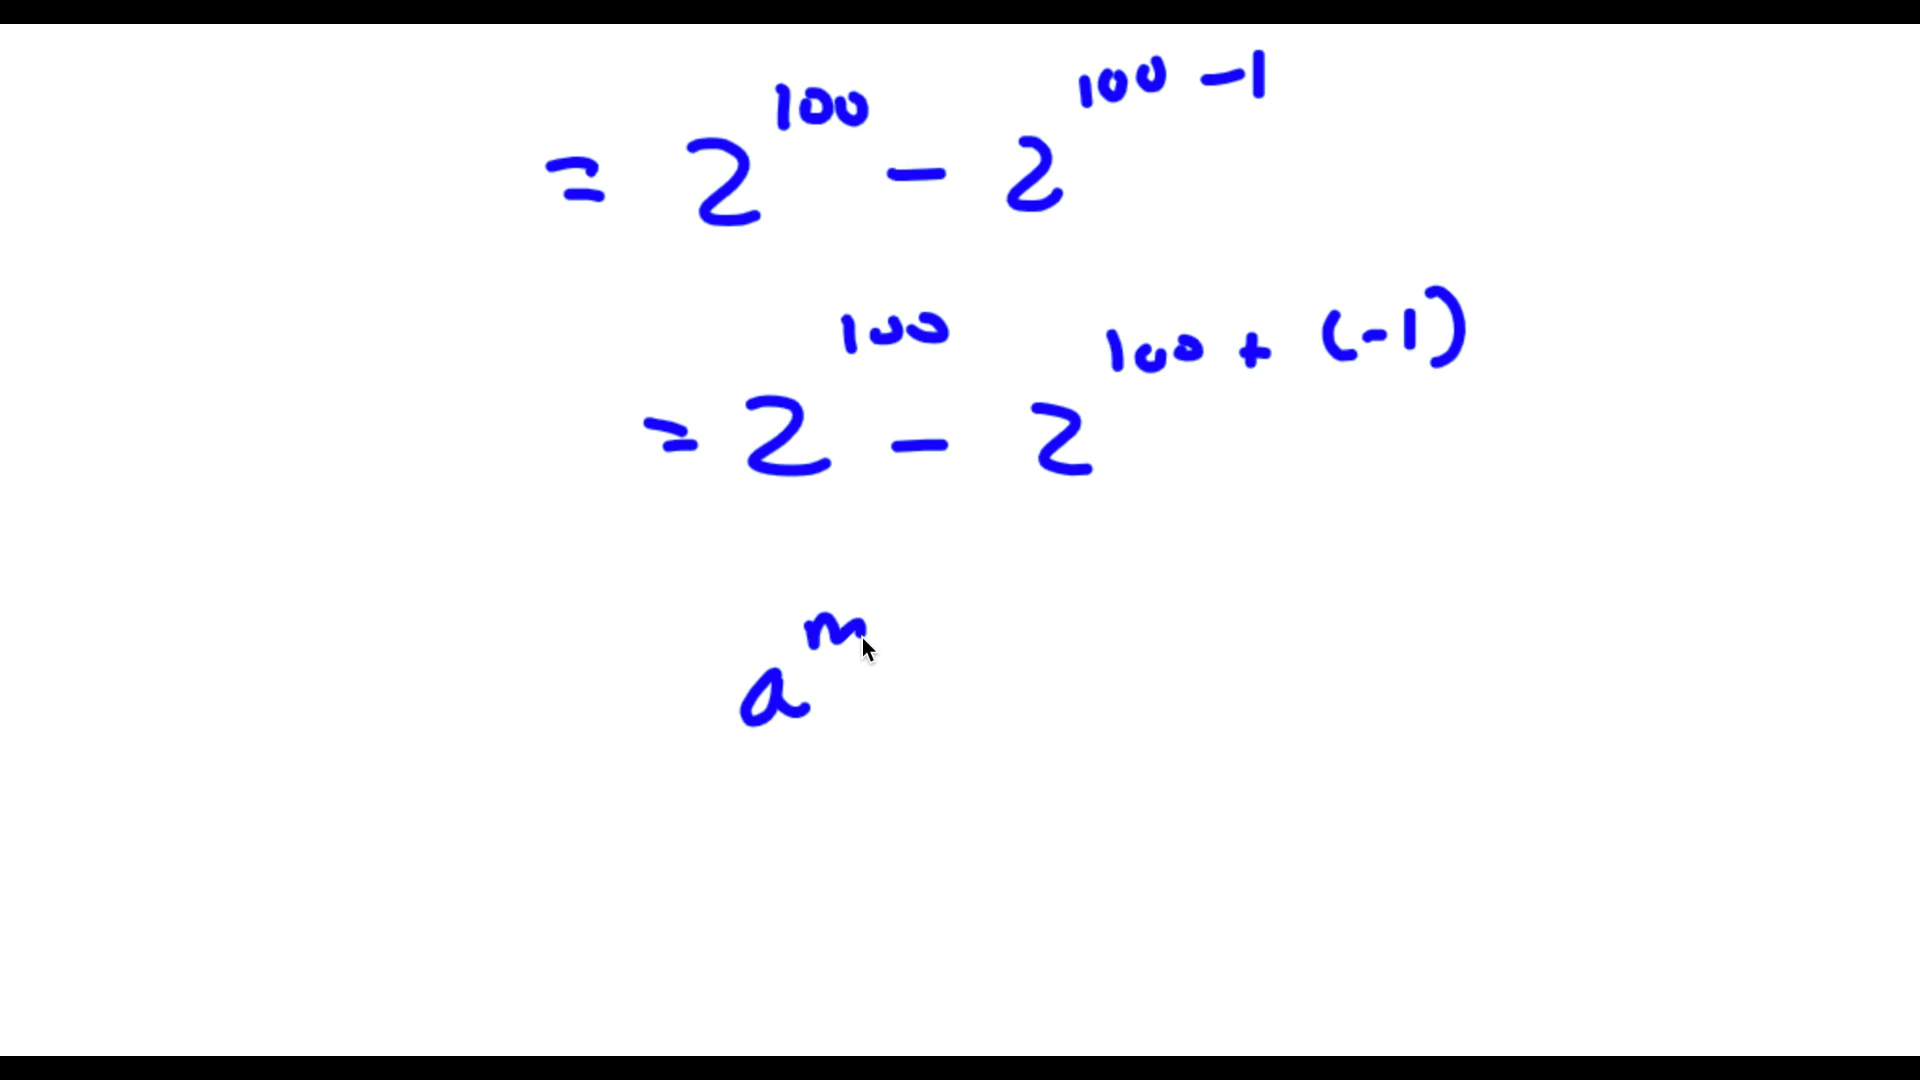 = 2^100 - 2^100 - 1
= 2^100 - 2^100 + (-1)
a^m